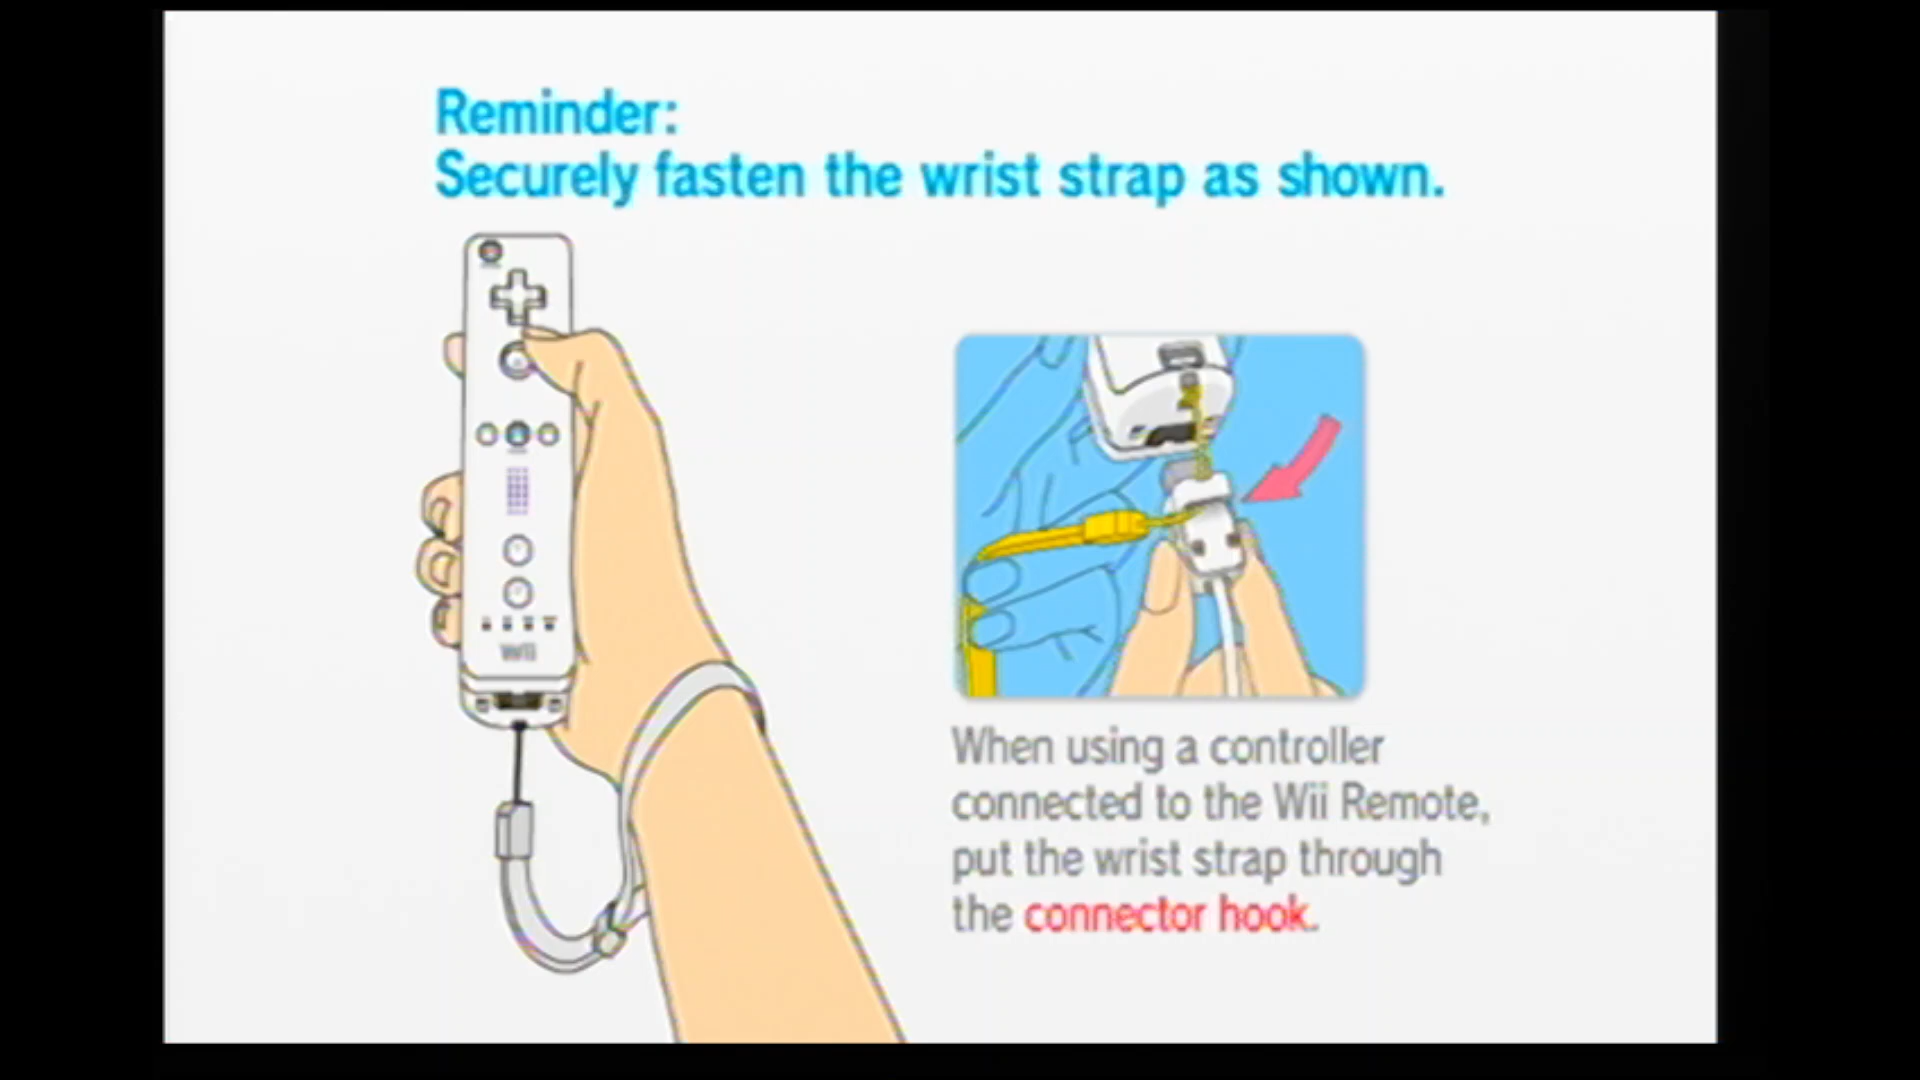 Reminder:
Securely fasten the wrist strap as shown.
Wii
When using a controller
connected to the Wii Remote,
put the wrist strap through
the connector hook.